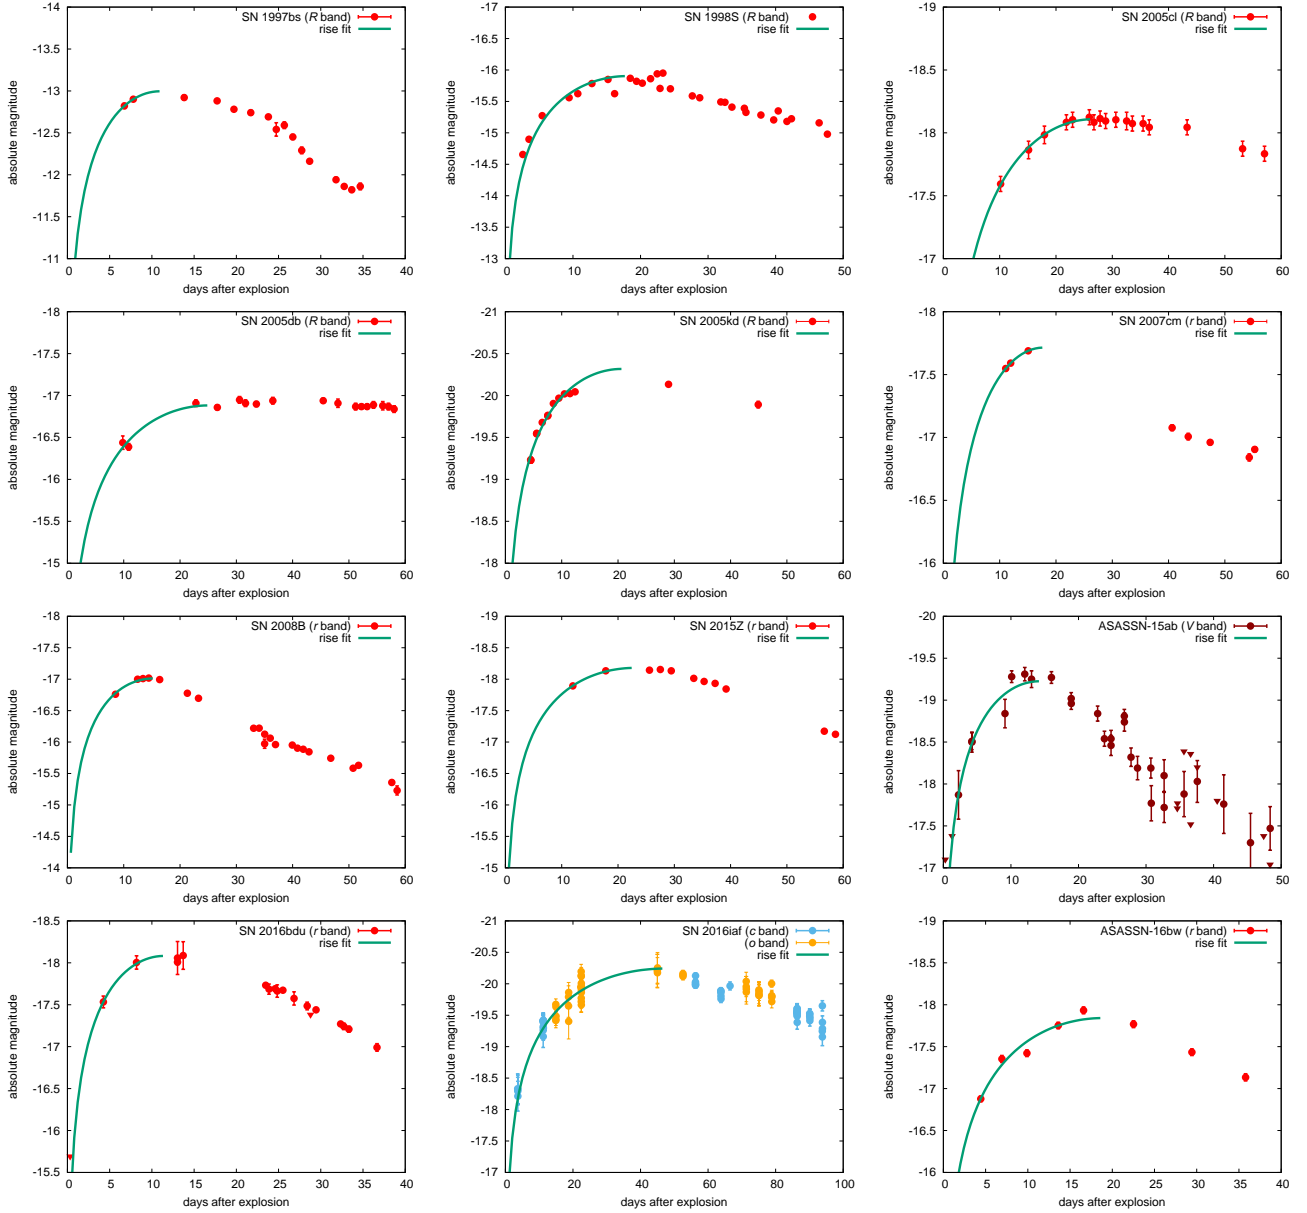 SN 1997bs (R band)
rise fit
absolute magnitude
-14
-13.5
-13
-12.5
-12
-11.5
-11
0 5 10 15 20 25 30 35 40
days after explosion
SN 1998S (R band)
rise fit
absolute magnitude
-17
-16.5
-16
-15.5
-15
-14.5
-14
-13.5
-13
0 10 20 30 40 50
days after explosion
SN 2005cl (R band)
rise fit
absolute magnitude
-19
-18.5
-18
-17.5
-17
0 10 20 30 40 50 60
days after explosion
SN 2005db (R band)
rise fit
absolute magnitude
-18
-17.5
-17
-16.5
-16
-15.5
-15
0 10 20 30 40 50 60
days after explosion
SN 2005kd (R band)
rise fit
absolute magnitude
-21
-20.5
-20
-19.5
-19
-18.5
-18
0 10 20 30 40 50 60
days after explosion
SN 2007cm (r band)
rise fit
absolute magnitude
-18
-17.5
-17
-16.5
-16
0 10 20 30 40 50 60
days after explosion
SN 2008B (r band)
rise fit
absolute magnitude
-18
-17.5
-17
-16.5
-16
-15.5
-15
-14.5
-14
0 10 20 30 40 50 60
days after explosion
SN 2015Z (r band)
rise fit
absolute magnitude
-19
-18.5
-18
-17.5
-17
-16.5
-16
-15.5
-15
0 10 20 30 40 50 60
days after explosion
ASASSN-15ab (V band)
rise fit
absolute magnitude
-20
-19.5
-19
-18.5
-18
-17.5
-17
0 10 20 30 40 50
days after explosion
SN 2016bdu (r band)
rise fit
absolute magnitude
-18.5
-18
-17.5
-17
-16.5
-16
-15.5
0 5 10 15 20 25 30 35 40
days after explosion
SN 2016iaf (c band)
(o band)
rise fit
absolute magnitude
-21
-20.5
-20
-19.5
-19
-18.5
-18
-17.5
-17
0 20 40 60 80 100
days after explosion
ASASSN-16bw (r band)
rise fit
absolute magnitude
-19
-18.5
-18
-17.5
-17
-16.5
-16
0 5 10 15 20 25 30 35 40
days after explosion